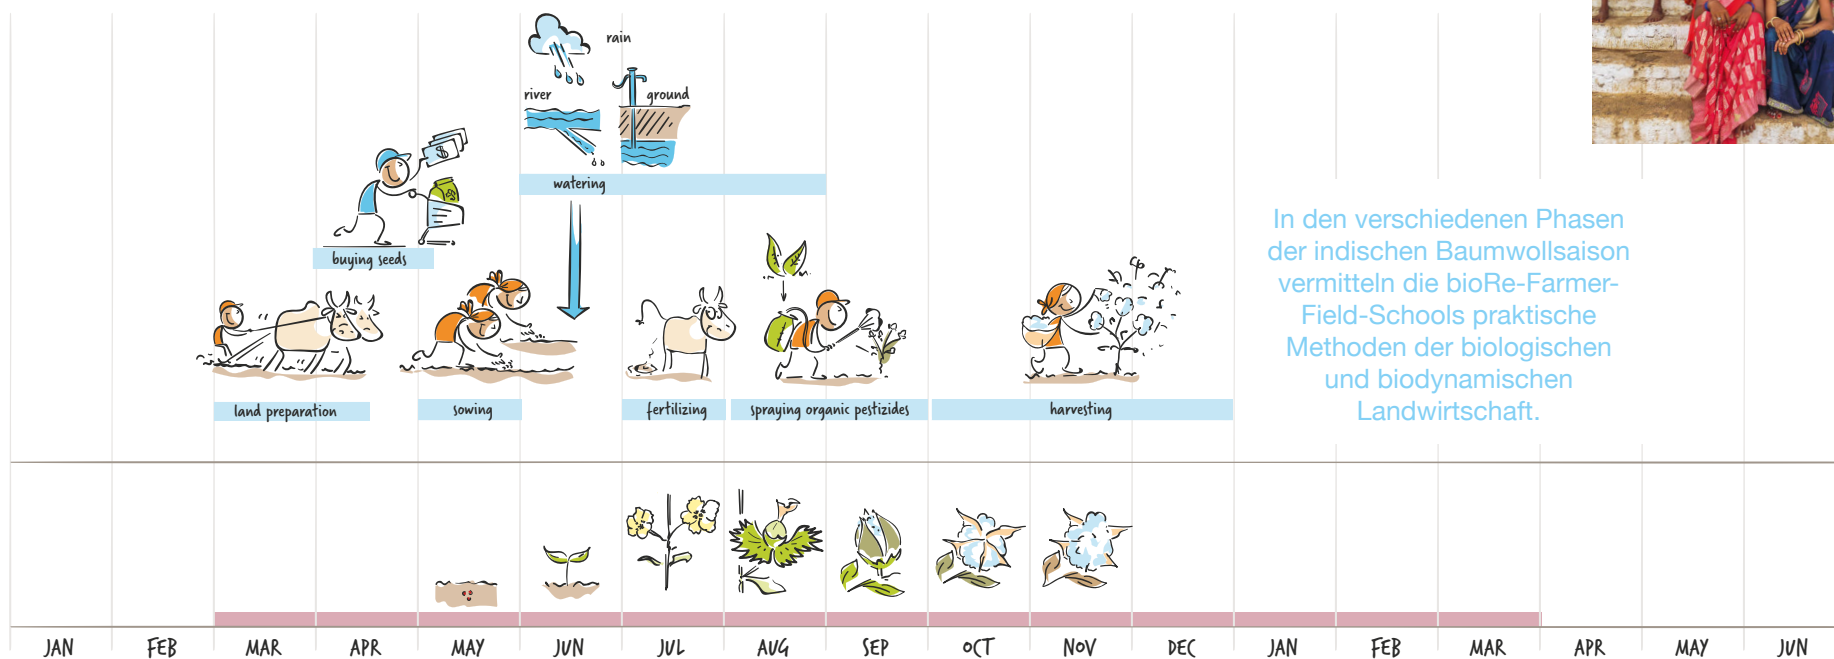 rain
river
ground
watering
buying seeds
land preparation
sowing
fertilizing
spraying organic pestizides
harvesting
In den verschiedenen Phasen
der indischen Baumwollsaison
vermitteln die bioRe-Farmer-
Field-Schools praktische
Methoden der biologischen
und biodynamischen
Landwirtschaft.
JAN FEB MAR APR MAY JUN JUL AUG SEP OCT NOV DEC JAN FEB MAR APR MAY JUN